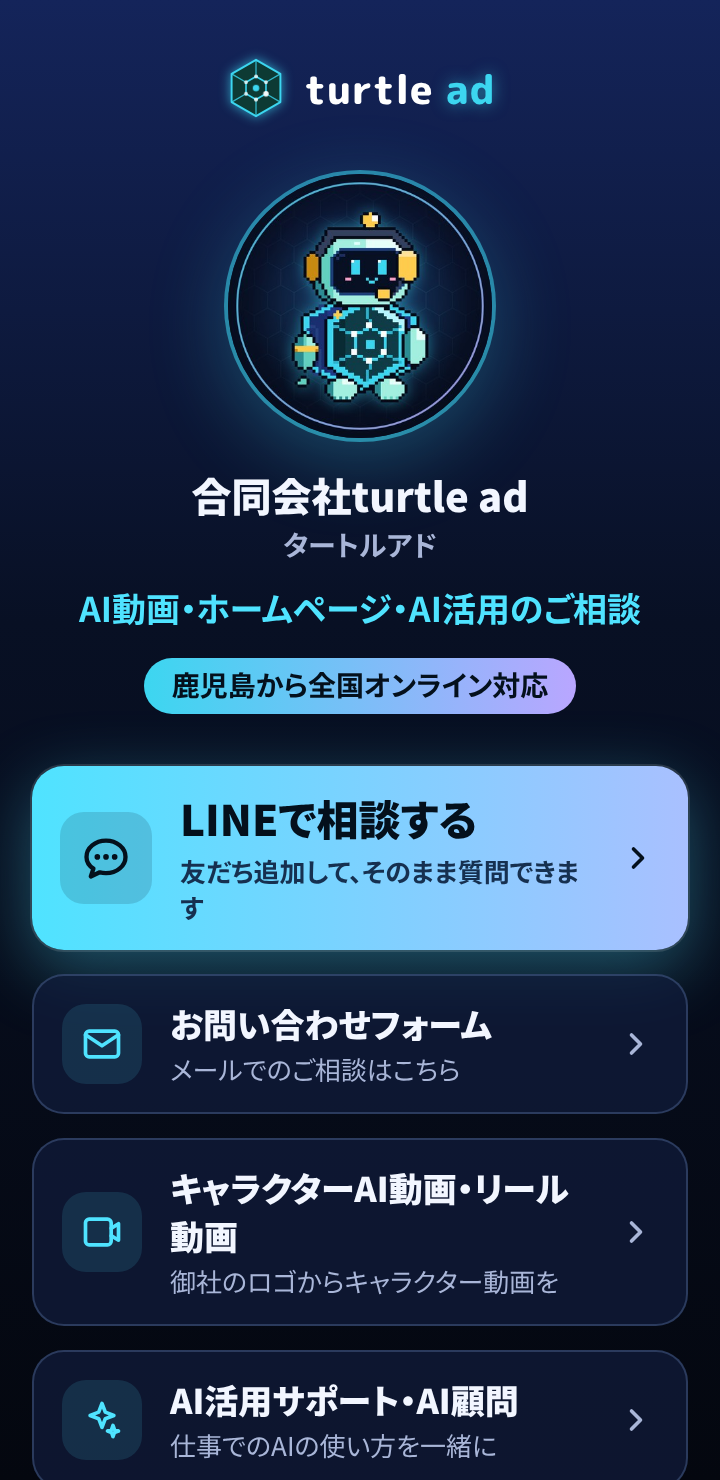 turtle ad
合同会社turtle ad
タートルアド
AI動画・ホームページ・AI活用のご相談
鹿児島から全国オンライン対応
LINEで相談する
友だち追加して、そのまま質問できま
す
お問い合わせフォーム
メールでのご相談はこちら
キャラクターAI動画・リール
動画
御社のロゴからキャラクター動画を
AI活用サポート・AI顧問
仕事でのAIの使い方を一緒に